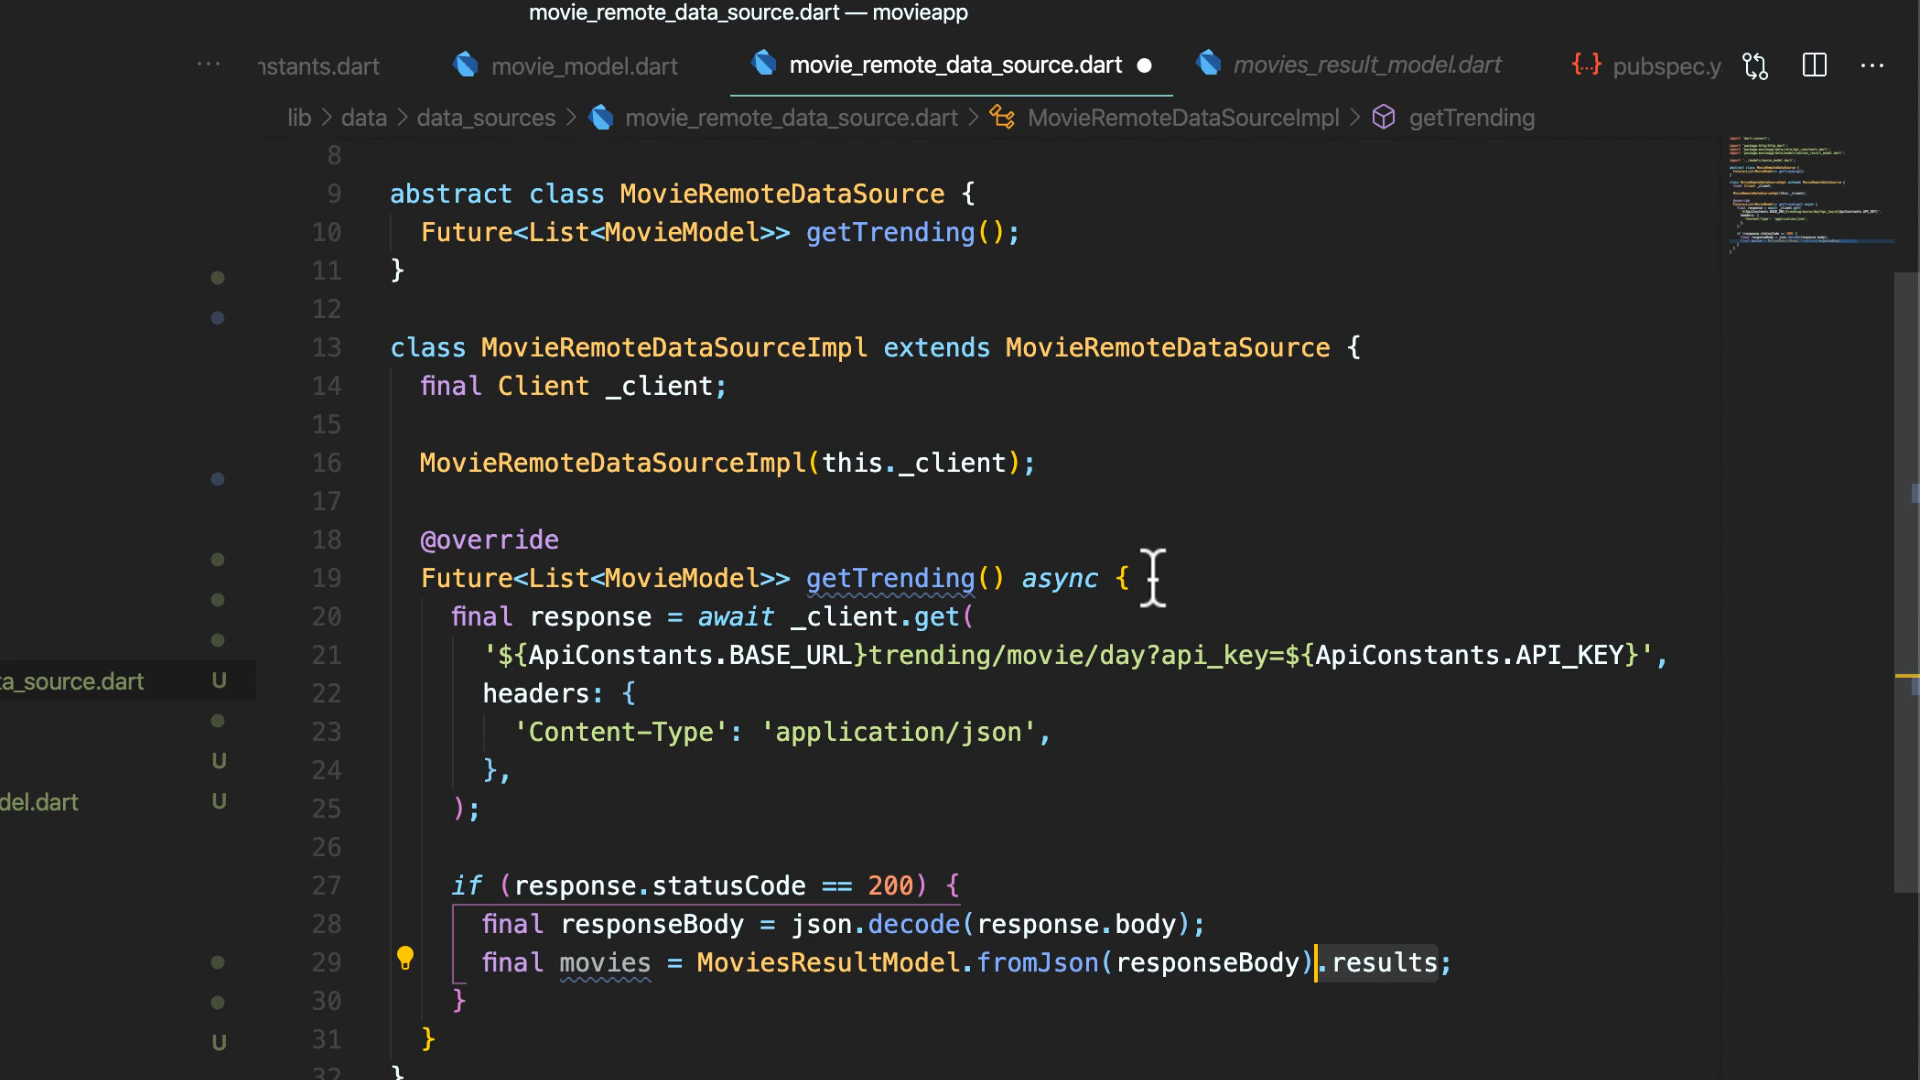 movie_remote_data_source.dart — movieapp
nstants.dart
movie_model.dart
movie_remote_data_source.dart
movies_result_model.dart
{...} pubspec.y
lib > data > data_sources > movie_remote_data_source.dart > MovieRemoteDataSourceImpl > getTrending
8
9 abstract class MovieRemoteDataSource {
10 Future<List<MovieModel>> getTrending();
11 }
12
13 class MovieRemoteDataSourceImpl extends MovieRemoteDataSource {
14 final Client _client;
15
16 MovieRemoteDataSourceImpl(this._client);
17
18 @override
19 Future<List<MovieModel>> getTrending() async {
20 final response = await _client.get(
21 '${ApiConstants.BASE_URL}trending/movie/day?api_key=${ApiConstants.API_KEY}',
22 headers: {
23 'Content-Type': 'application/json',
24 },
25 );
26
27 if (response.statusCode == 200) {
28 final responseBody = json.decode(response.body);
29 final movies = MoviesResultModel.fromJson(responseBody).results;
30 }
31 }
32 }
ta_source.dart U
U
del.dart U
U